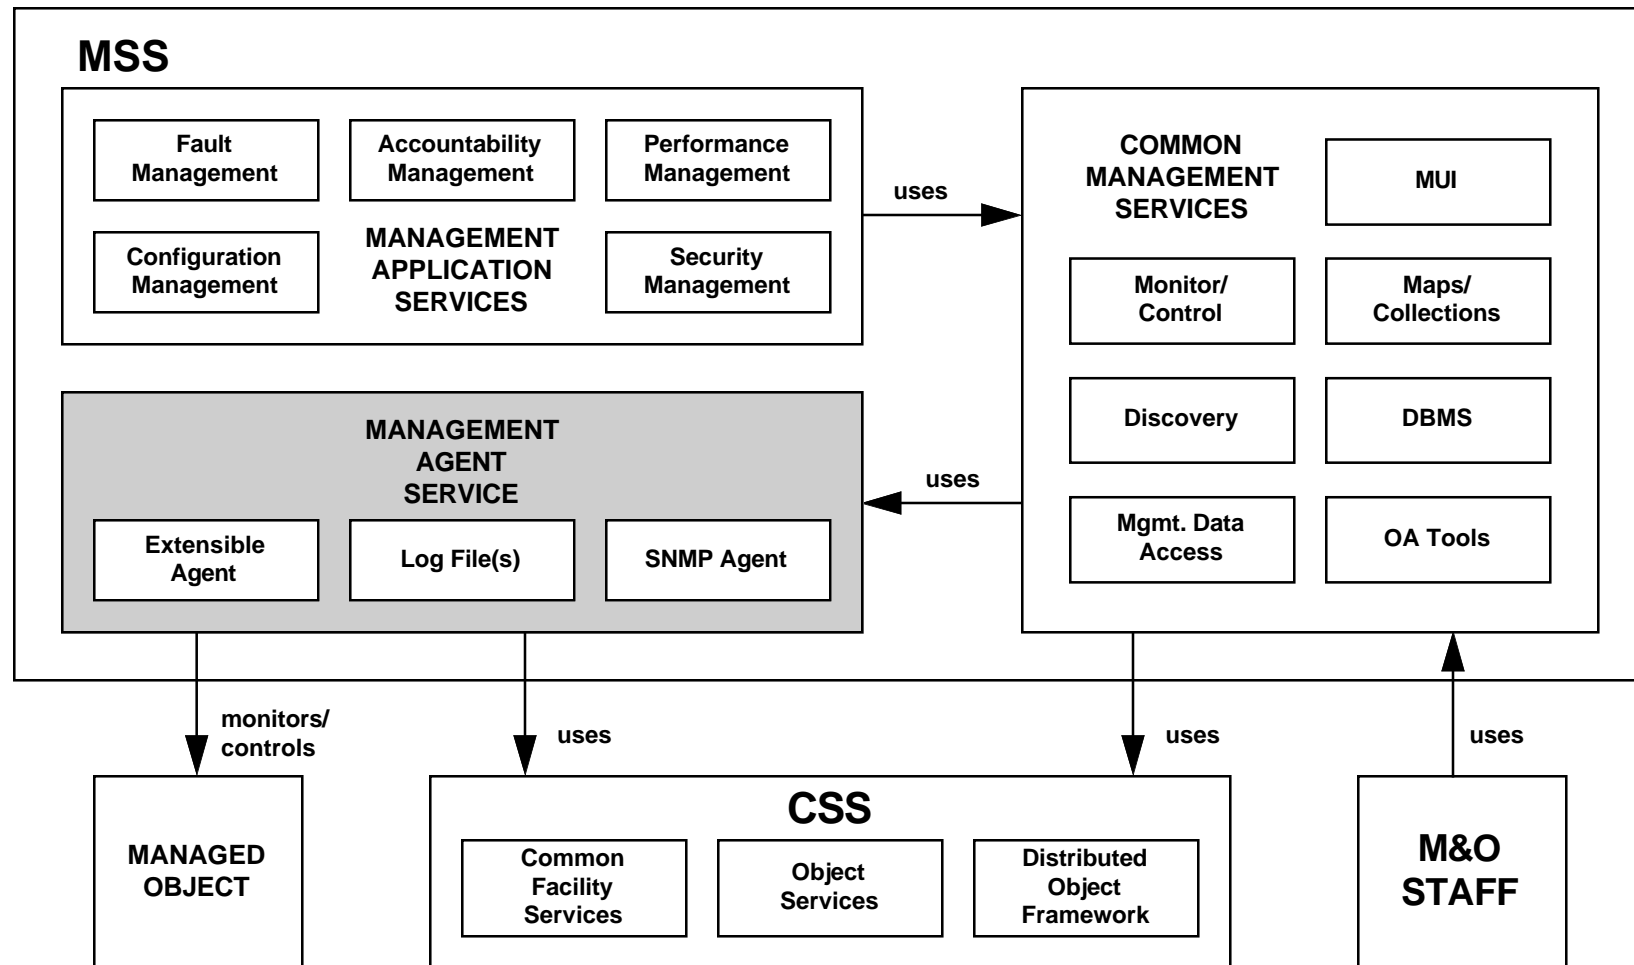 MSS
Fault
Management
Accountability
Management
Performance
Management
Configuration
Management
MANAGEMENT
APPLICATION
SERVICES
Security
Management
uses
COMMON
MANAGEMENT
SERVICES
MUI
Monitor/
Control
Maps/
Collections
Discovery
DBMS
Mgmt. Data
Access
OA Tools
uses
MANAGEMENT
AGENT
SERVICE
Extensible
Agent
Log File(s)
SNMP Agent
monitors/
controls
uses
uses
uses
MANAGED
OBJECT
CSS
Common
Facility
Services
Object
Services
Distributed
Object
Framework
M&O
STAFF